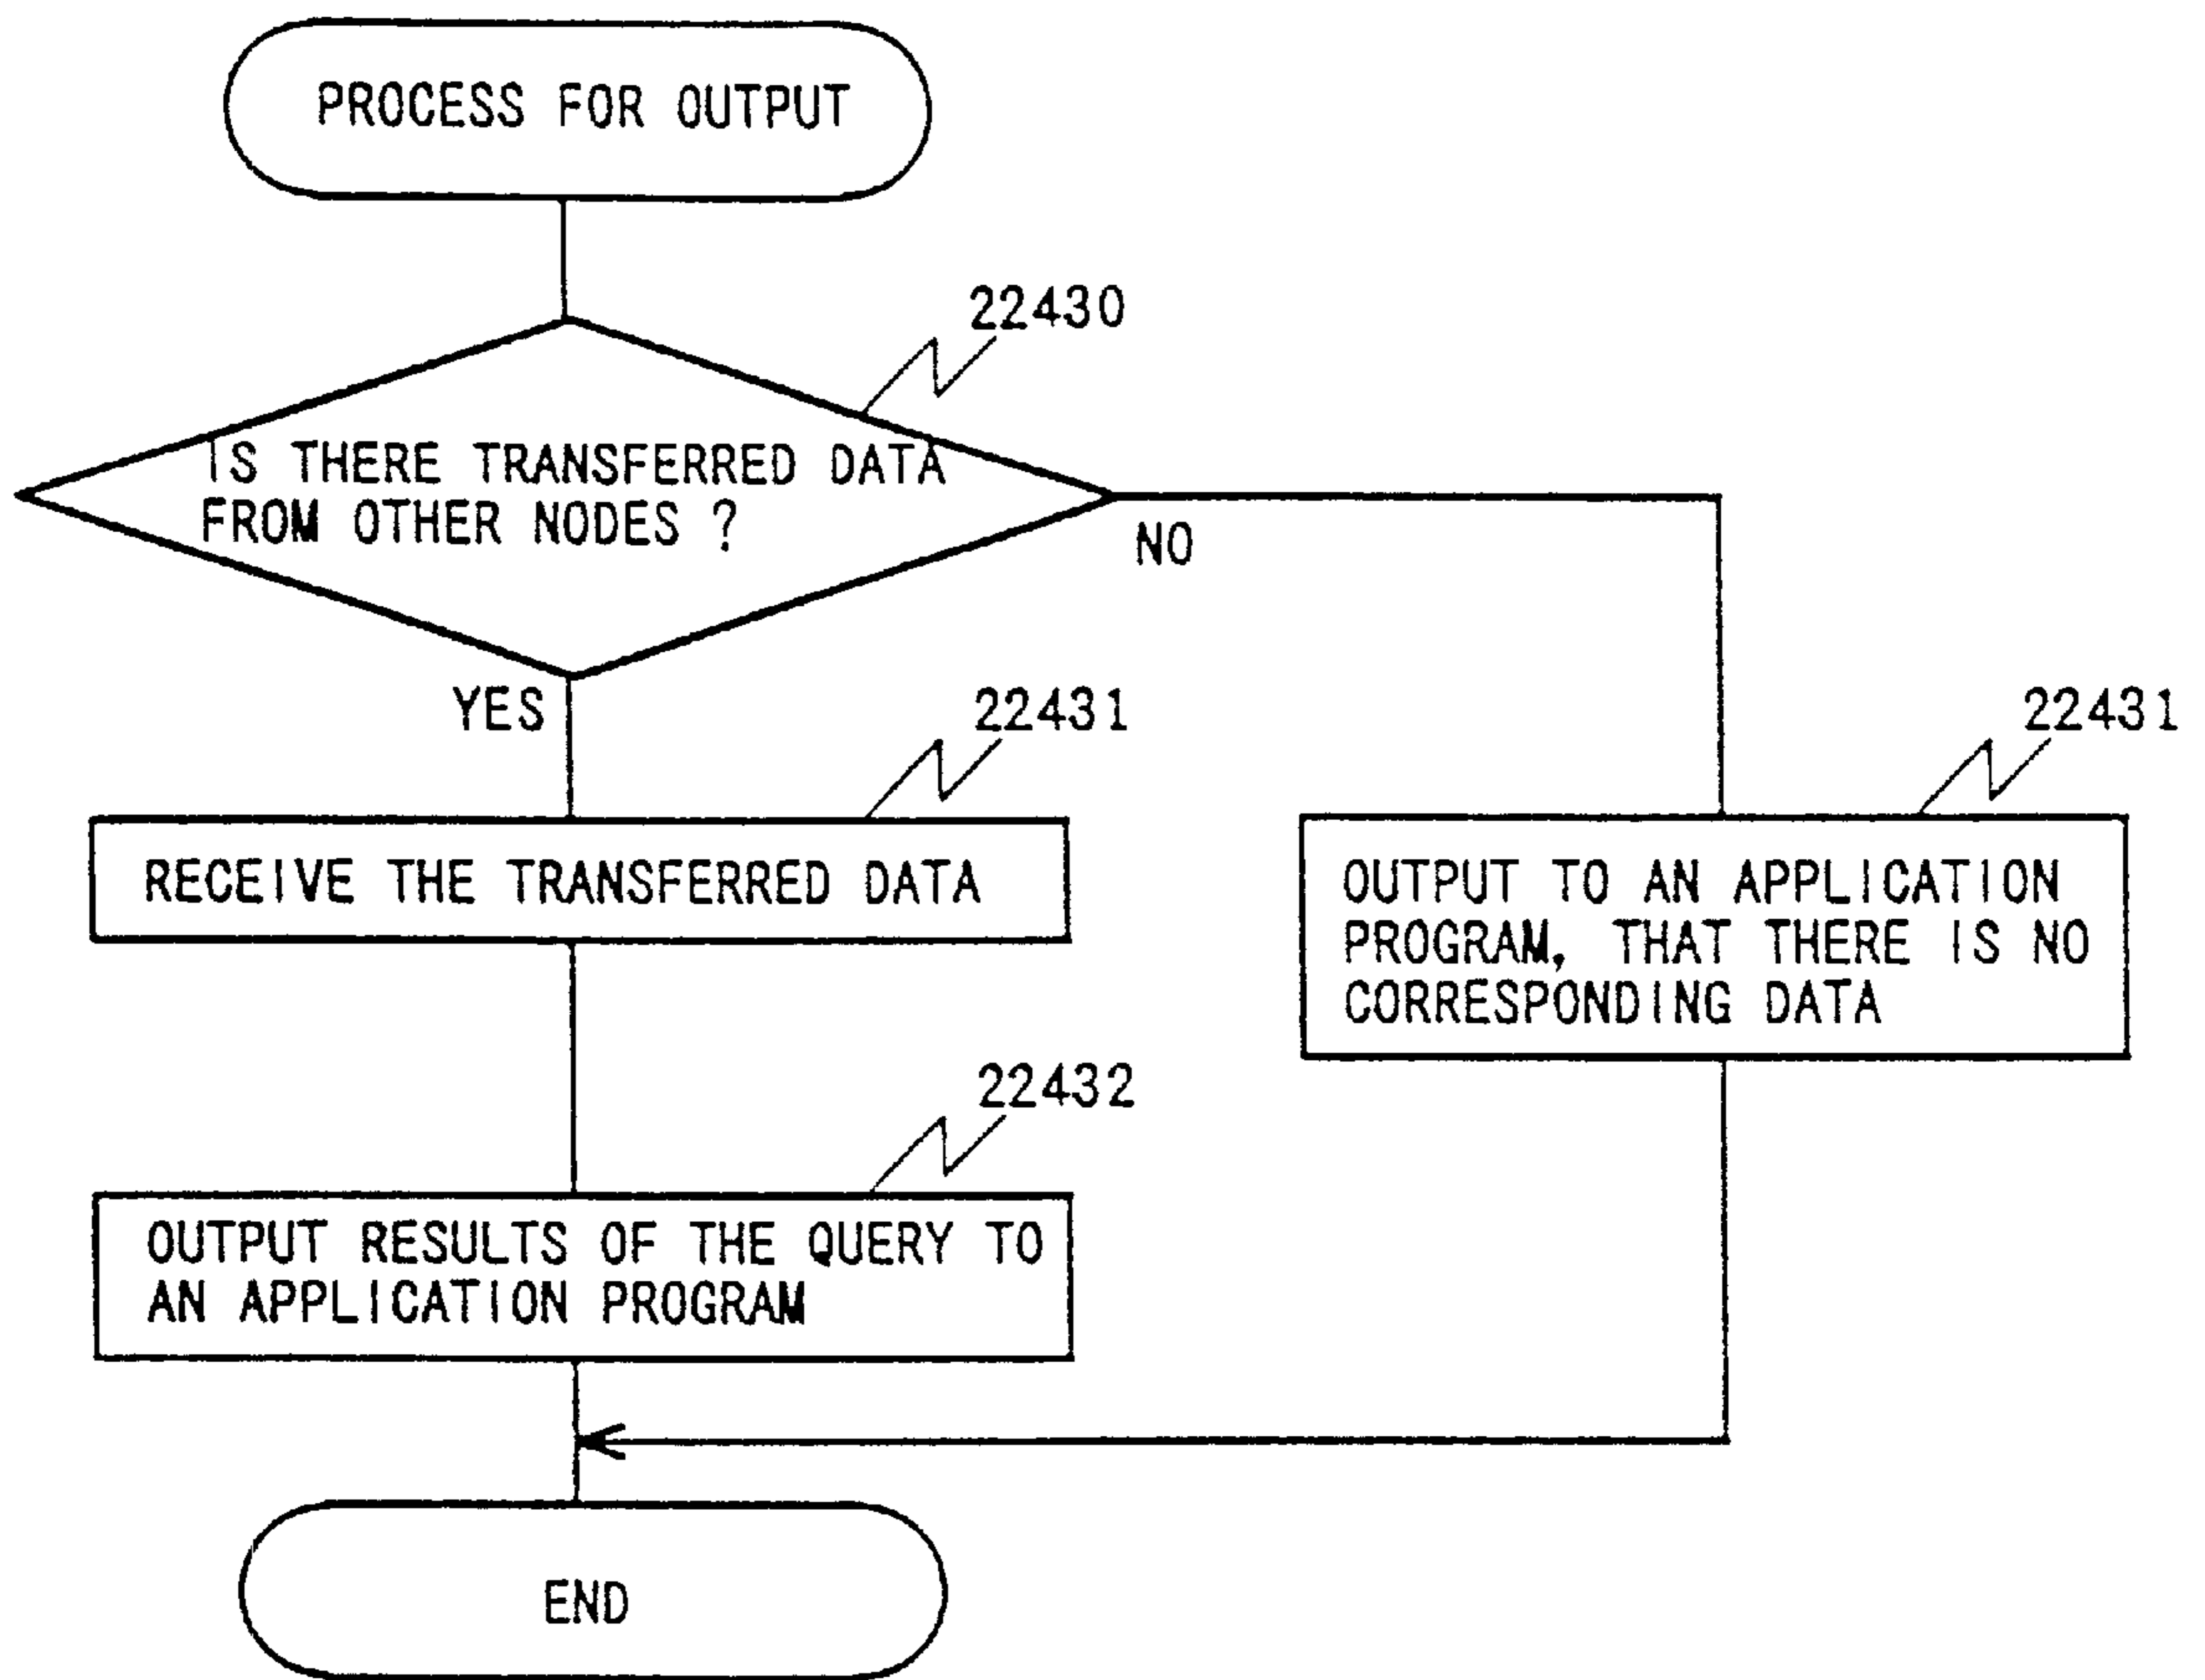 PROCESS FOR OUTPUT
22430
IS THERE TRANSFERRED DATA
FROM OTHER NODES ?
NO
YES
22431
RECEIVE THE TRANSFERRED DATA
22431
OUTPUT TO AN APPLICATION
PROGRAM, THAT THERE IS NO
CORRESPONDING DATA
22432
OUTPUT RESULTS OF THE QUERY TO
AN APPLICATION PROGRAM
END